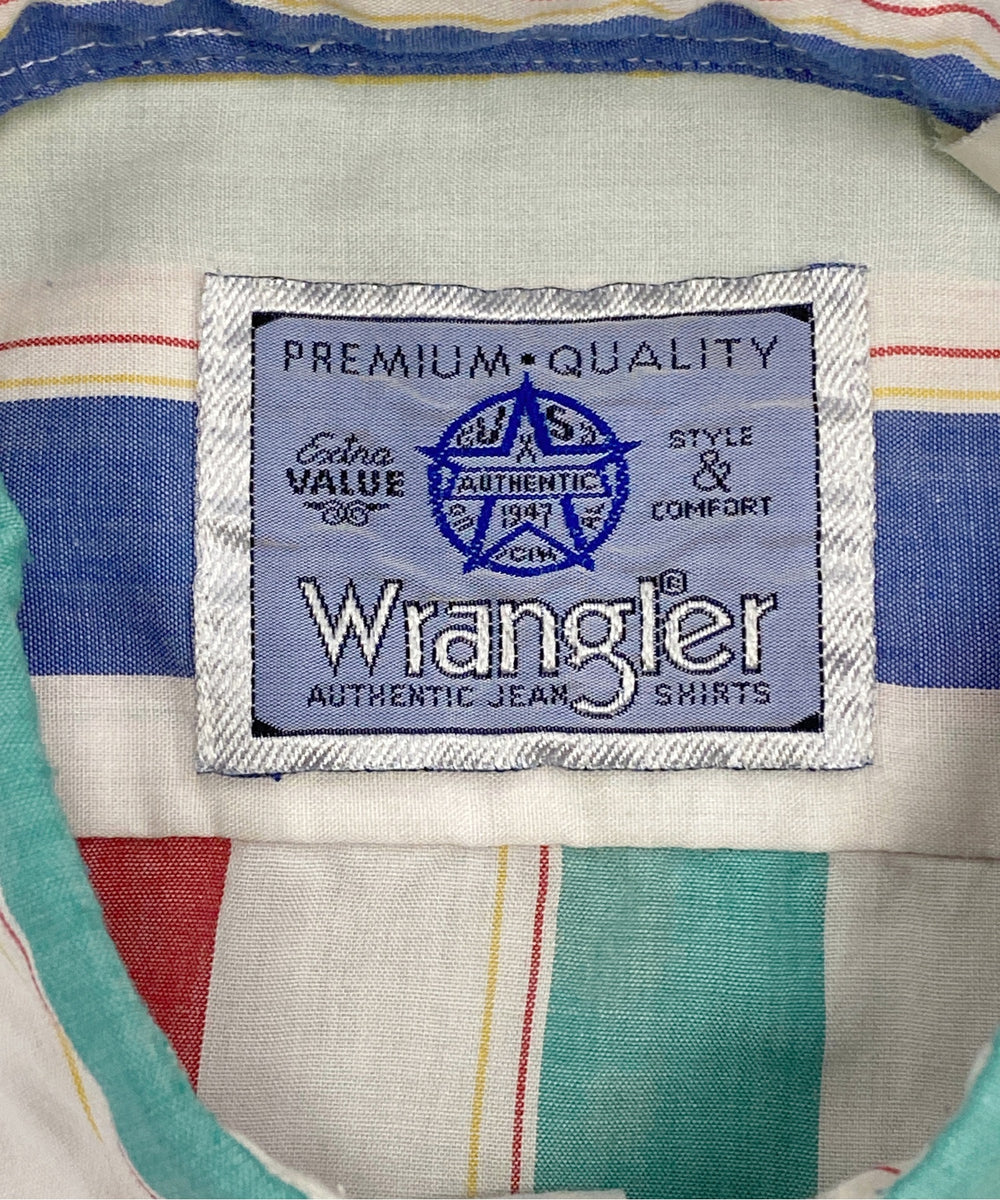 PREMIUM • QUALITY
Extra
VALUE
U S
AUTHENTIC
1947
STYLE
&
COMFORT
Wrangler®
AUTHENTIC JEAN SHIRTS